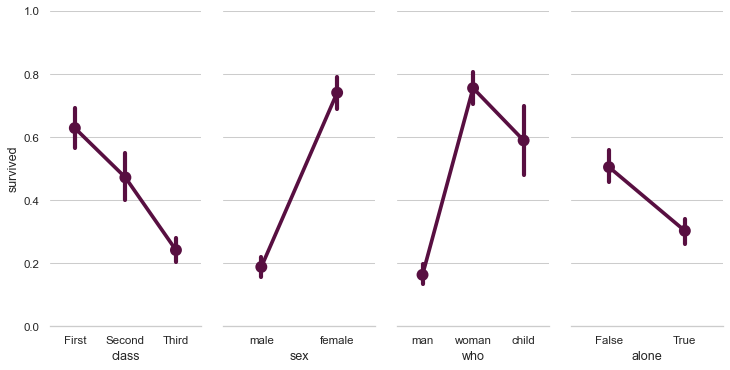 survived
1.0
0.8
0.6
0.4
0.2
0.0
First Second Third
class
male female
sex
man woman child
who
False True
alone